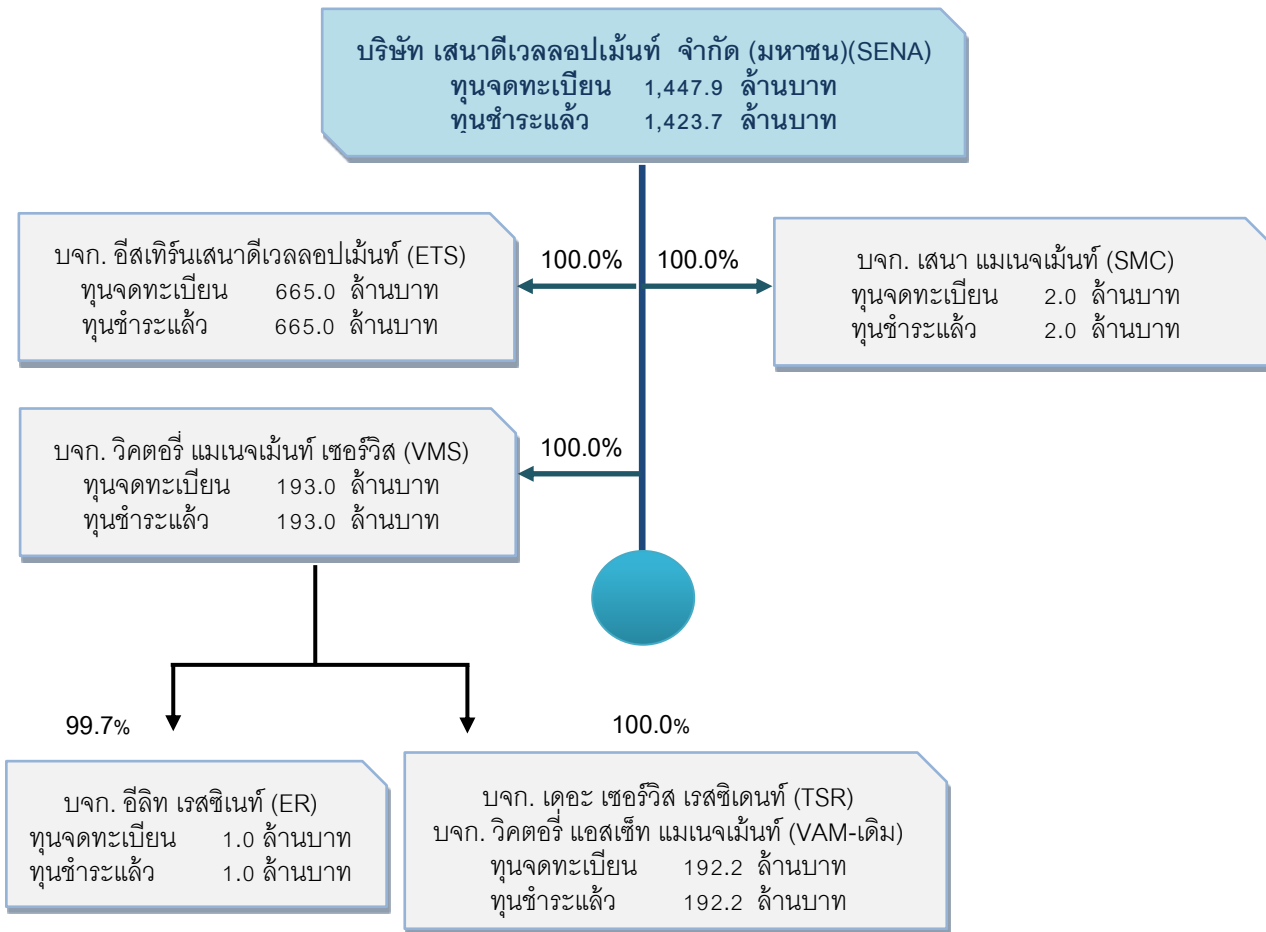 บริษัท เสนาดีเวลลอปเม้นท์ จำกัด (มหาชน)(SENA)
ทุนจดทะเบียน 1,447.9 ล้านบาท
ทุนชำระแล้ว 1,423.7 ล้านบาท
บจก. อีสเทิร์นเสนาดีเวลลอปเม้นท์ (ETS)
ทุนจดทะเบียน 665.0 ล้านบาท
ทุนชำระแล้ว 665.0 ล้านบาท
100.0% 100.0%
บจก. เสนา แมเนจเม้นท์ (SMC)
ทุนจดทะเบียน 2.0 ล้านบาท
ทุนชำระแล้ว 2.0 ล้านบาท
บจก. วิคตอรี่ แมเนจเม้นท์ เซอร์วิส (VMS)
ทุนจดทะเบียน 193.0 ล้านบาท
ทุนชำระแล้ว 193.0 ล้านบาท
100.0%
99.7%
100.0%
บจก. อีลิท เรสซิเนท์ (ER)
ทุนจดทะเบียน 1.0 ล้านบาท
ทุนชำระแล้ว 1.0 ล้านบาท
บจก. เดอะ เซอร์วิส เรสซิเดนท์ (TSR)
บจก. วิคตอรี่ แอสเซ็ท แมเนจเม้นท์ (VAM-เดิม)
ทุนจดทะเบียน 192.2 ล้านบาท
ทุนชำระแล้ว 192.2 ล้านบาท